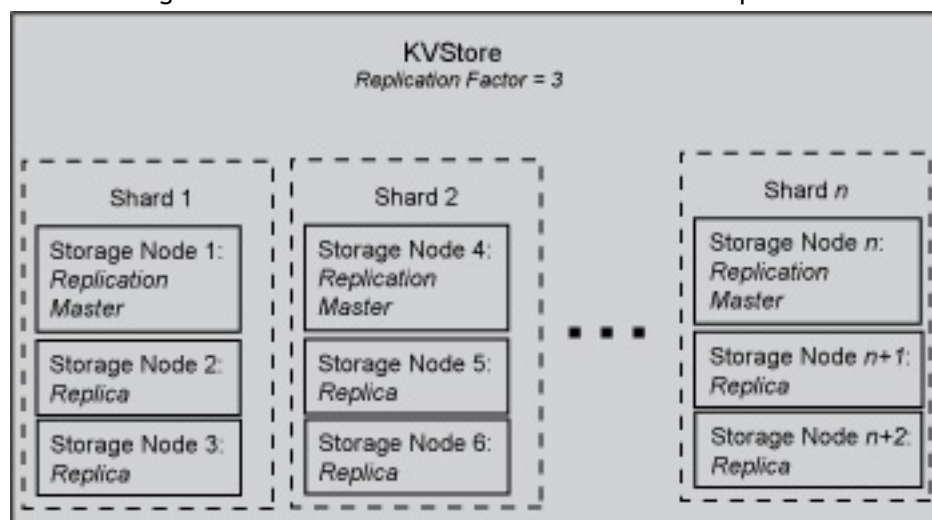 KVStore
Replication Factor = 3
Shard 1
Storage Node 1:
Replication
Master
Storage Node 2:
Replica
Storage Node 3:
Replica
Shard 2
Storage Node 4:
Replication
Master
Storage Node 5:
Replica
Storage Node 6:
Replica
Shard n
Storage Node n:
Replication
Master
Storage Node n+1:
Replica
Storage Node n+2:
Replica